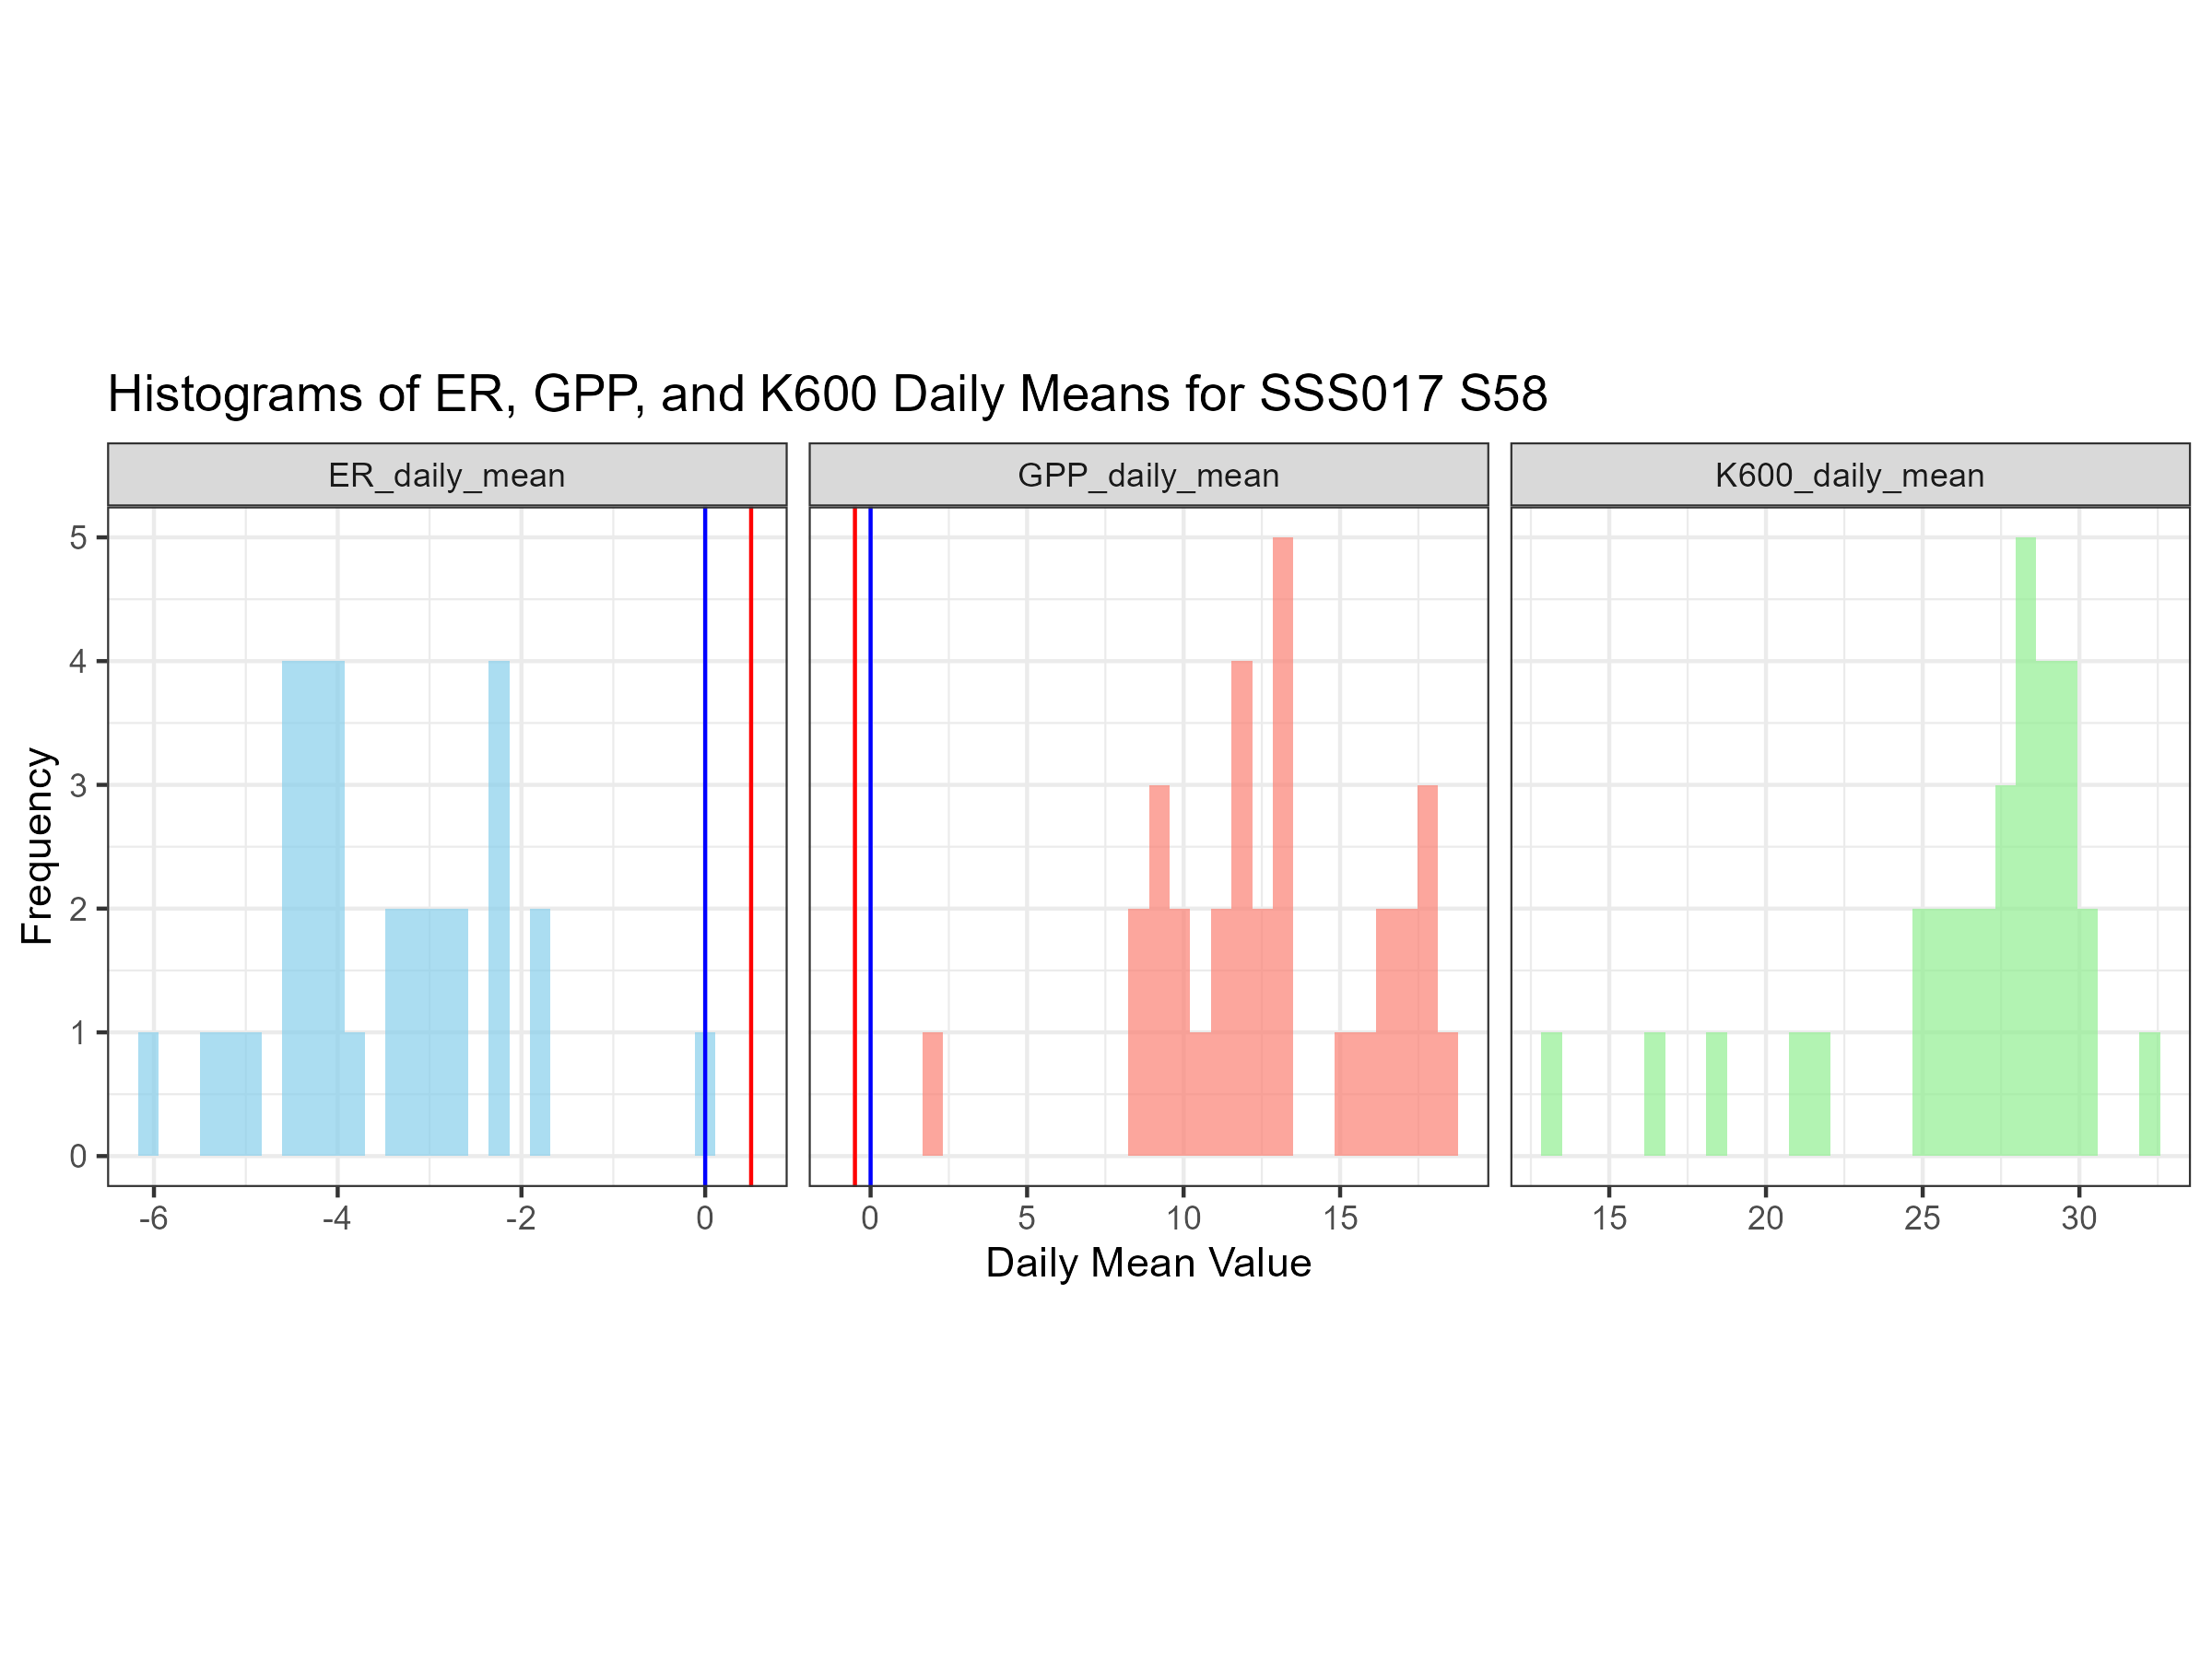 Histograms of ER, GPP, and K600 Daily Means for SSS017 S58
ER_daily_mean GPP_daily_mean K600_daily_mean
Frequency
5
4
3
2
1
0
-6 -4 -2 0 0 5 10 15 15 20 25 30
Daily Mean Value